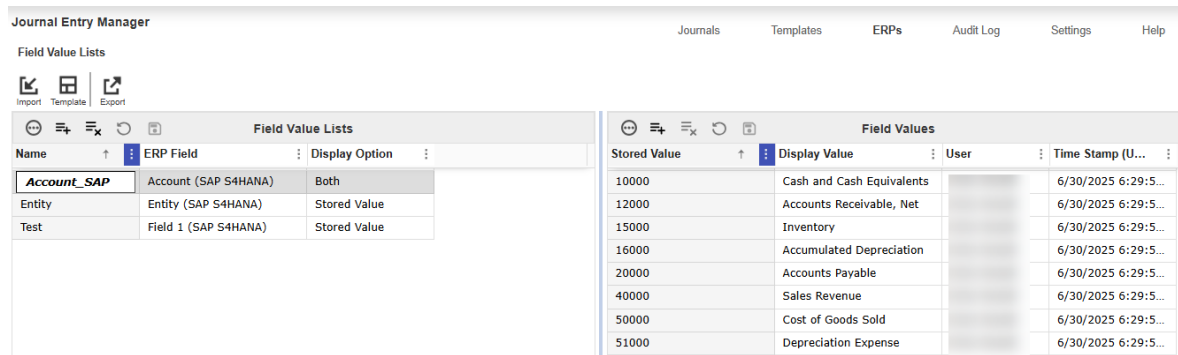 Journal Entry Manager
Journals Templates ERPs Audit Log Settings Help
Field Value Lists
Import Template Export
Field Value Lists
Name ERP Field Display Option
Account_SAP Account (SAP S4HANA) Both
Entity Entity (SAP S4HANA) Stored Value
Test Field 1 (SAP S4HANA) Stored Value
Field Values
Stored Value Display Value User Time Stamp (U...
10000 Cash and Cash Equivalents 6/30/2025 6:29:5...
12000 Accounts Receivable, Net 6/30/2025 6:29:5...
15000 Inventory 6/30/2025 6:29:5...
16000 Accumulated Depreciation 6/30/2025 6:29:5...
20000 Accounts Payable 6/30/2025 6:29:5...
40000 Sales Revenue 6/30/2025 6:29:5...
50000 Cost of Goods Sold 6/30/2025 6:29:5...
51000 Depreciation Expense 6/30/2025 6:29:5...